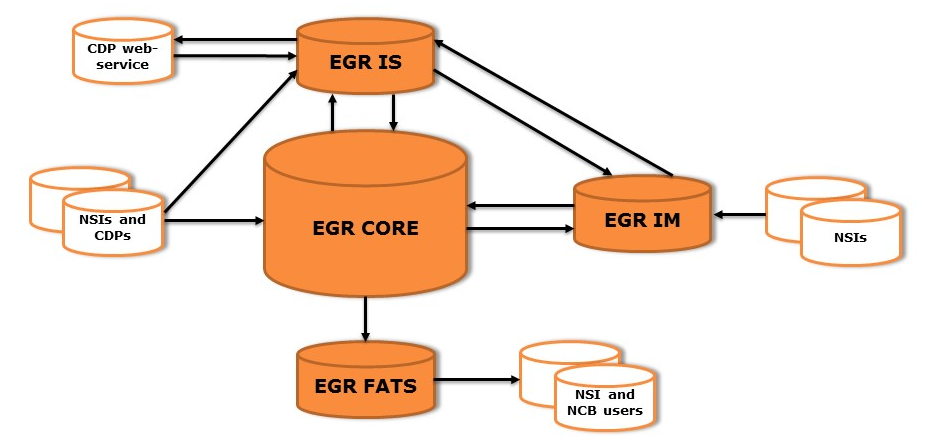 CDP web-
service
EGR IS
NSIs and
CDPs
EGR CORE
EGR IM
NSIs
EGR FATS
NSI and
NCB users